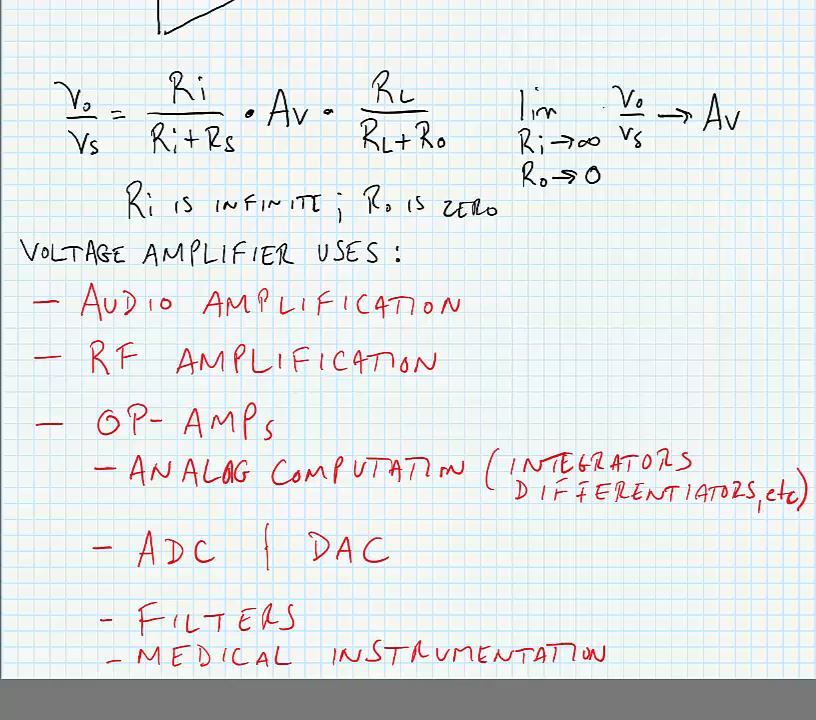 Vo/Vs = Ri/(Ri+Rs) • Av • RL/(RL+Ro) lim Ri→∞ Ro→0 Vo/Vs → Av
Ri IS INFINITE; Ro IS ZERO
VOLTAGE AMPLIFIER USES:
– AUDIO AMPLIFICATION
– RF AMPLIFICATION
– OP-AMPs
– ANALOG COMPUTATION (INTEGRATORS
DIFFERENTIATORS, etc)
– ADC | DAC
– FILTERS
– MEDICAL INSTRUMENTATION